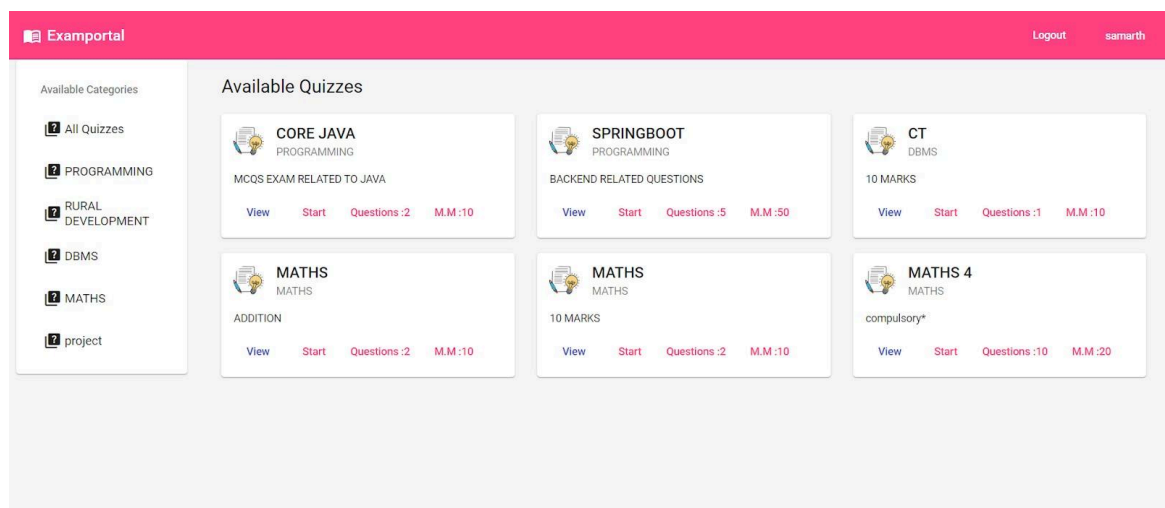 Examportal
Logout samarth
Available Categories
All Quizzes
PROGRAMMING
RURAL
DEVELOPMENT
DBMS
MATHS
project
Available Quizzes
CORE JAVA
PROGRAMMING
MCQS EXAM RELATED TO JAVA
View Start Questions :2 M.M :10
SPRINGBOOT
PROGRAMMING
BACKEND RELATED QUESTIONS
View Start Questions :5 M.M :50
CT
DBMS
10 MARKS
View Start Questions :1 M.M :10
MATHS
MATHS
ADDITION
View Start Questions :2 M.M :10
MATHS
MATHS
10 MARKS
View Start Questions :2 M.M :10
MATHS 4
MATHS
compulsory*
View Start Questions :10 M.M :20